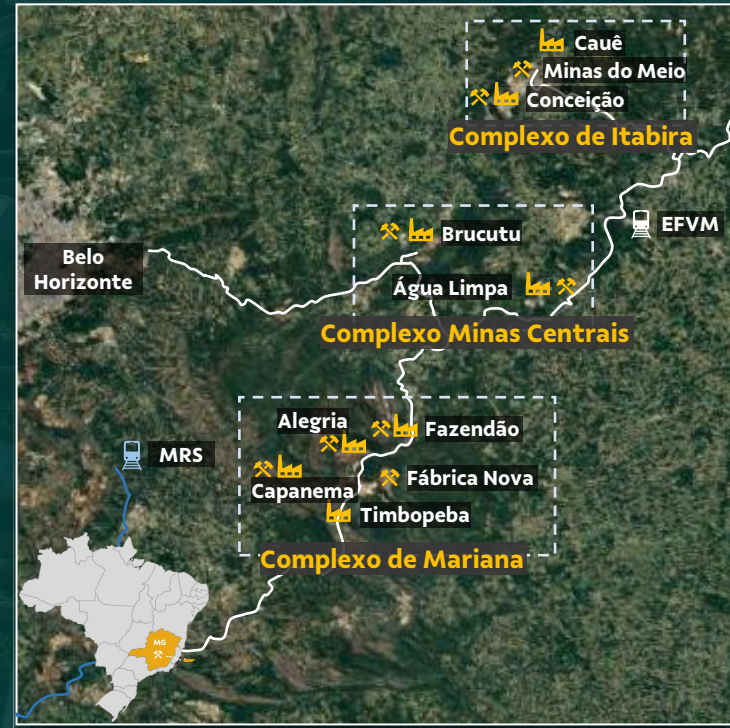 Cauê
Minas do Meio
Conceição
Complexo de Itabira
EFVM
Brucutu
Belo
Horizonte
Água Limpa
Complexo Minas Centrais
Alegria
Fazendão
MRS
Capanema
Fábrica Nova
Timbopeba
Complexo de Mariana
MG